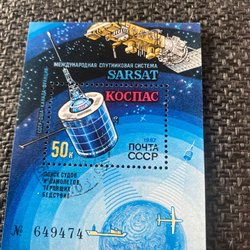 МЕЖДУНАРОДНАЯ СПУТНИКОВАЯ СИСТЕМА
SARSAT
КОСПАС
1987
50к
ПОЧТА
СССР
ПОИСК СУДОВ
И САМОЛЕТОВ,
ТЕРПЯЩИХ
БЕДСТВИЕ
№ 649474